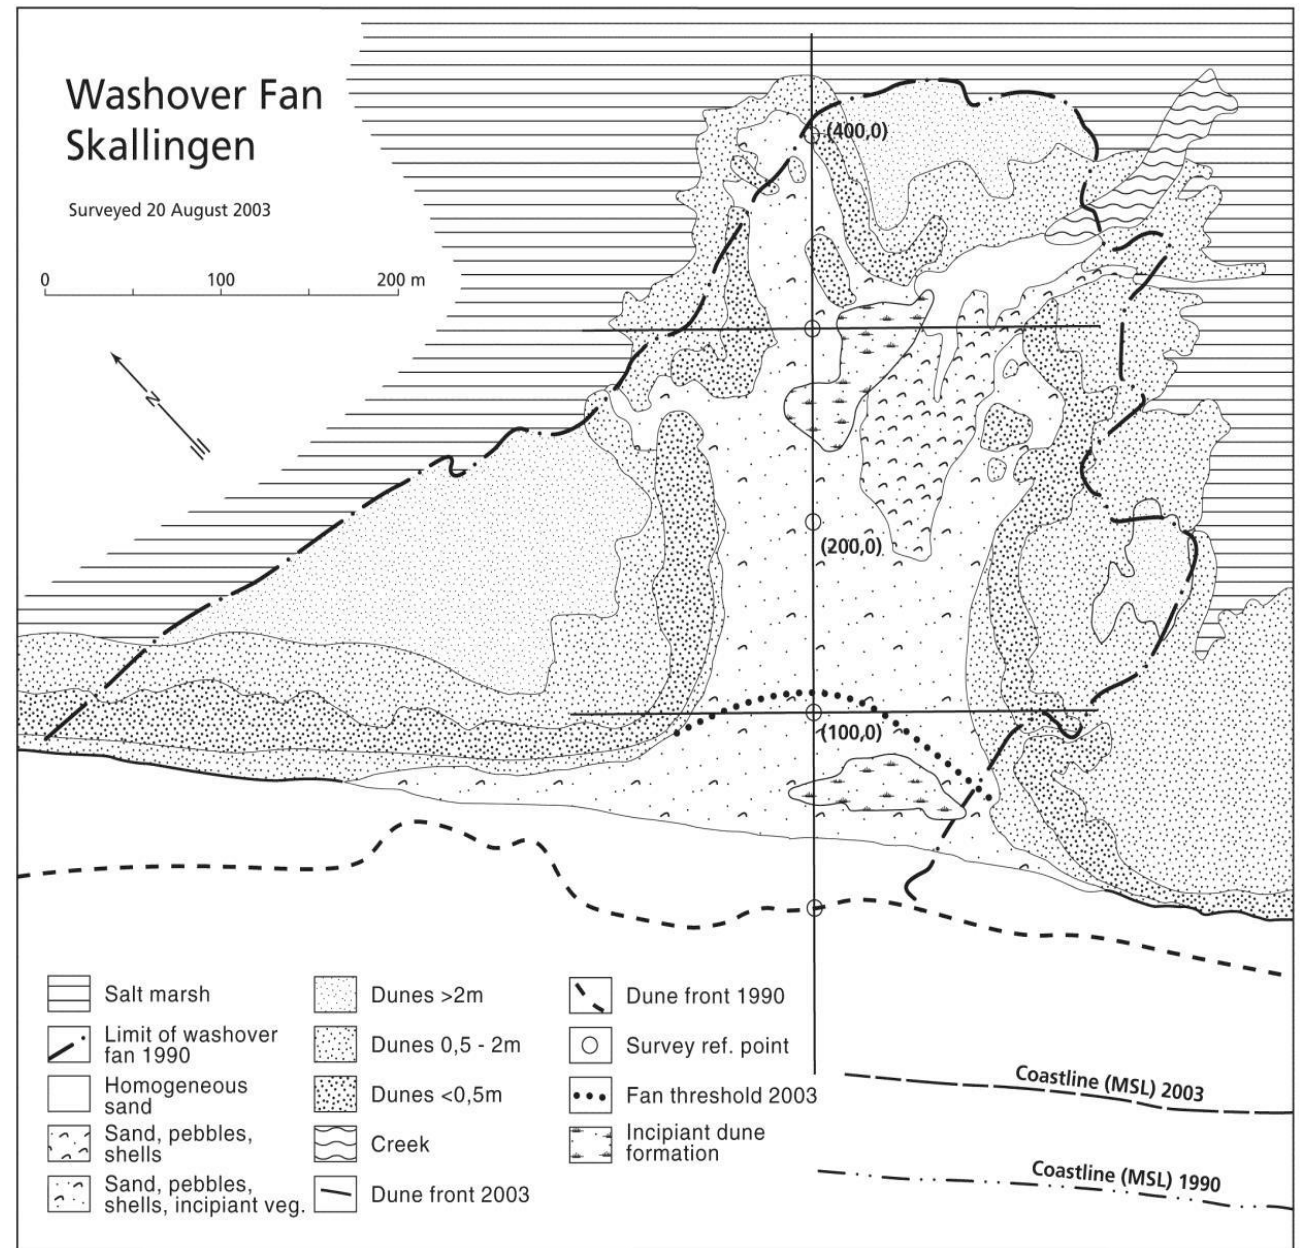 Washover Fan
Skallingen
Surveyed 20 August 2003
0 100 200 m
N
(400,0)
(200,0)
(100,0)
Salt marsh
Limit of washover
fan 1990
Homogeneous
sand
Sand, pebbles,
shells
Sand, pebbles,
shells, incipiant veg.
Dunes >2m
Dunes 0,5 - 2m
Dunes <0,5m
Creek
Dune front 2003
Dune front 1990
Survey ref. point
Fan threshold 2003
Incipiant dune
formation
Coastline (MSL) 2003
Coastline (MSL) 1990